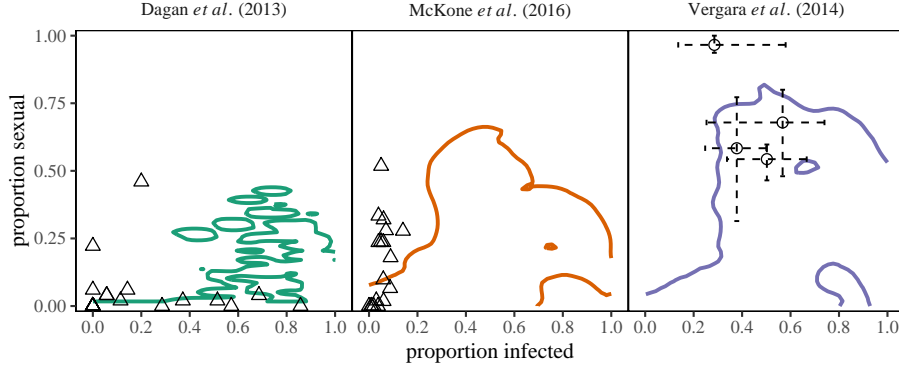 Dagan et al. (2013) McKone et al. (2016) Vergara et al. (2014)
proportion sexual
1.00
0.75
0.50
0.25
0.00
0.0 0.2 0.4 0.6 0.8 1.0 0.0 0.2 0.4 0.6 0.8 1.0 0.0 0.2 0.4 0.6 0.8 1.0
proportion infected